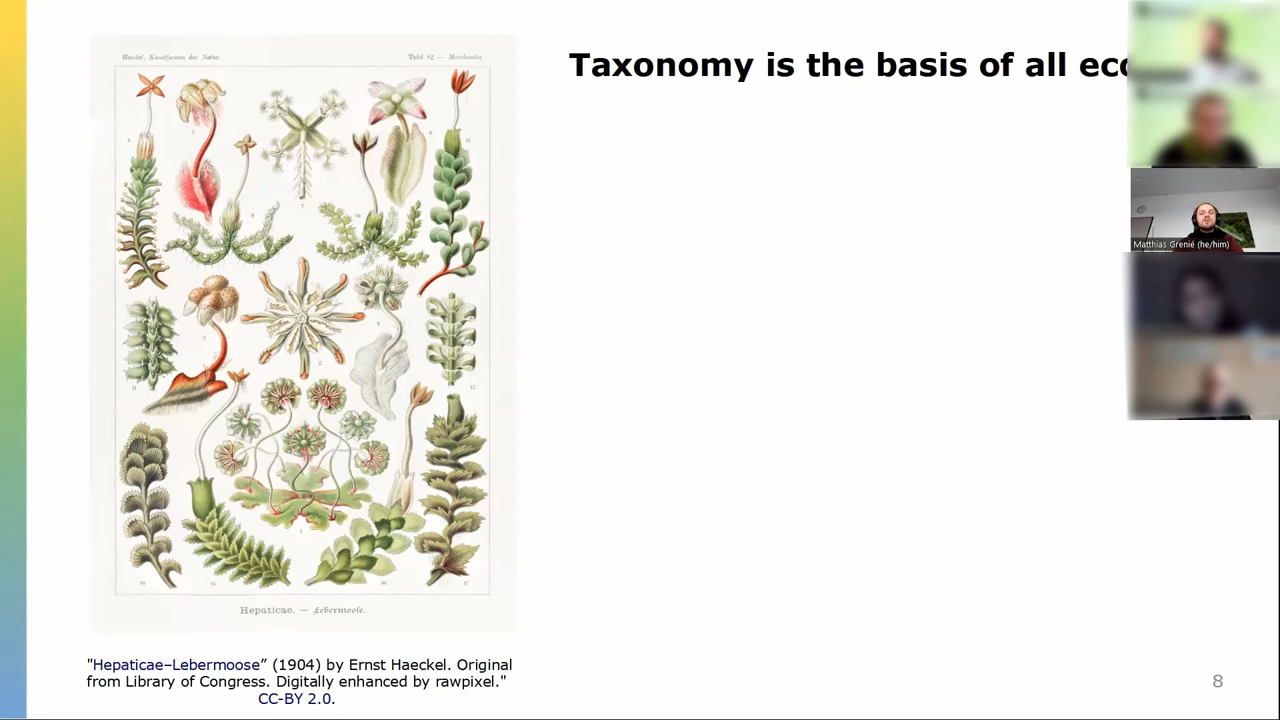 Taxonomy is the basis of all eco
Haeckel, Kunstformen der Natur.
Tafel 82 — Marchantia.
Hepaticae. — Lebermoose.
"Hepaticae–Lebermoose” (1904) by Ernst Haeckel. Original
from Library of Congress. Digitally enhanced by rawpixel."
CC-BY 2.0.
Matthias Grenié (he/him)
8